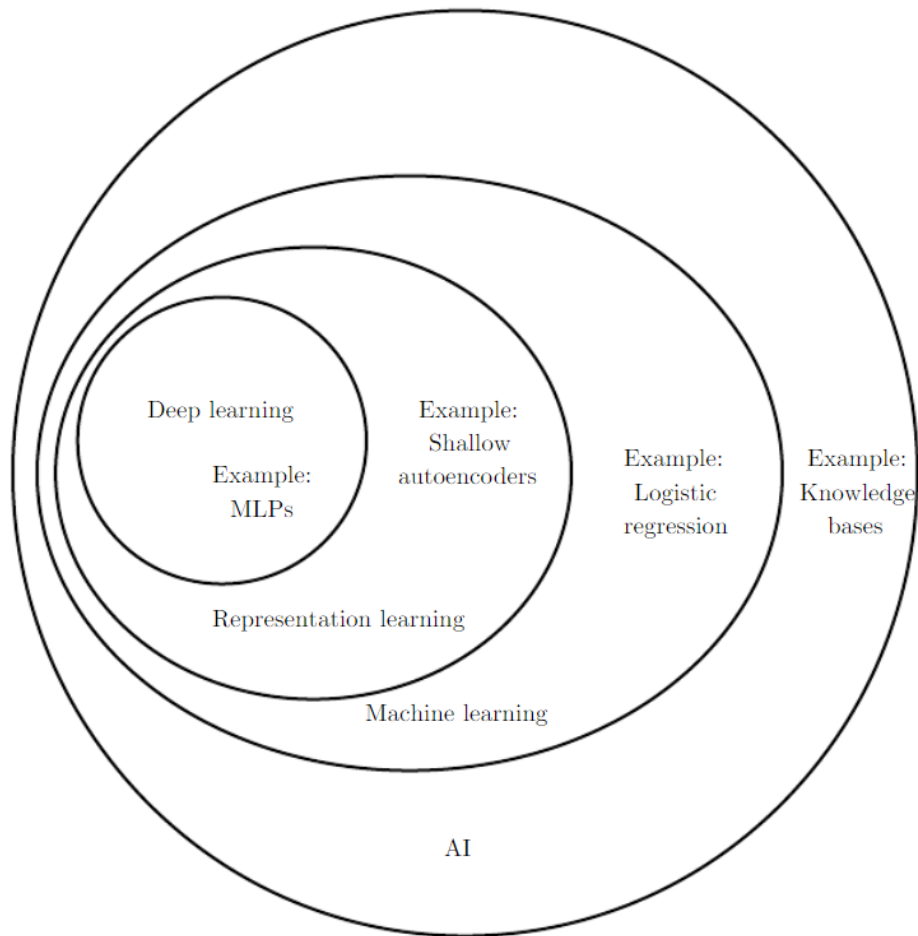 Deep learning
Example:
MLPs
Example:
Shallow
autoencoders
Example:
Logistic
regression
Example:
Knowledge
bases
Representation learning
Machine learning
AI